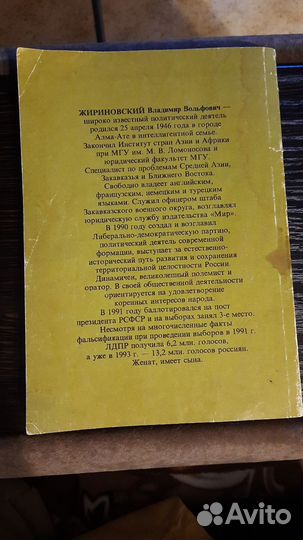 ЖИРИНОВСКИЙ Владимир Вольфович —
широко известный политический деятель
родился 25 апреля 1946 года в городе
Алма-Ате в интеллигентной семье.
Закончил Институт стран Азии и Африки
при МГУ им. М. В. Ломоносова и
юридический факультет МГУ.
Специалист по проблемам Средней Азии,
Закавказья и Ближнего Востока.
Свободно владеет английским,
французским, немецким и турецким
языками. Служил офицером штаба
Закавказского военного округа, возглавлял
юридическую службу издательства «Мир».
В 1990 году создал и возглавил
Либерально-демократическую партию,
политический деятель современной
формации, выступает за естественно-
исторический путь развития и сохранения
территориальной целостности России.
Динамичен, великолепный полемист и
оратор. В своей общественной деятельности
ориентируется на удовлетворение
коренных интересов народа.
В 1991 году баллотировался на пост
президента РСФСР и на выборах занял 3-е место.
Несмотря на многочисленные факты
фальсификации при проведении выборов в 1991 г.
ЛДПР получила 6,2 млн. голосов,
а уже в 1993 г. — 13,2 млн. голосов россиян.
Женат, имеет сына.
Avito